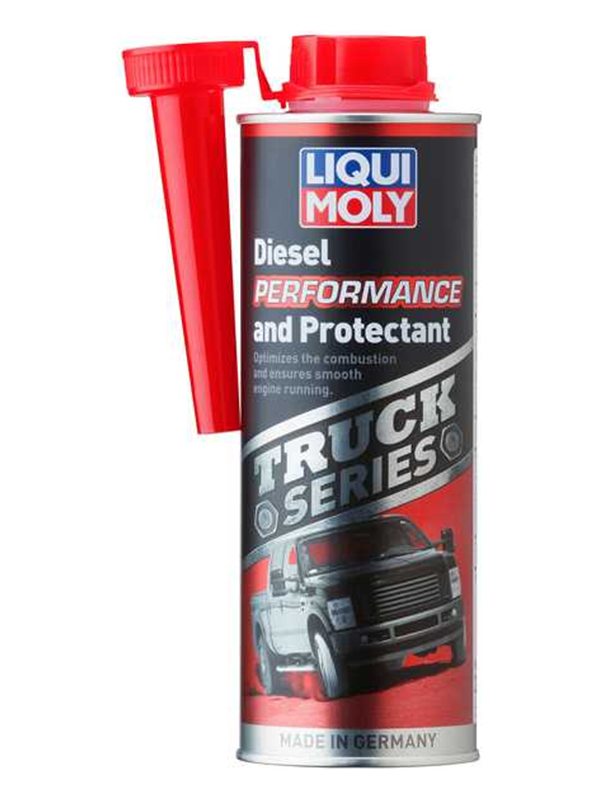 LIQUI
MOLY
Diesel
PERFORMANCE
and Protectant
Optimizes the combustion
and ensures smooth
engine running.
TRUCK
SERIES
MADE IN GERMANY